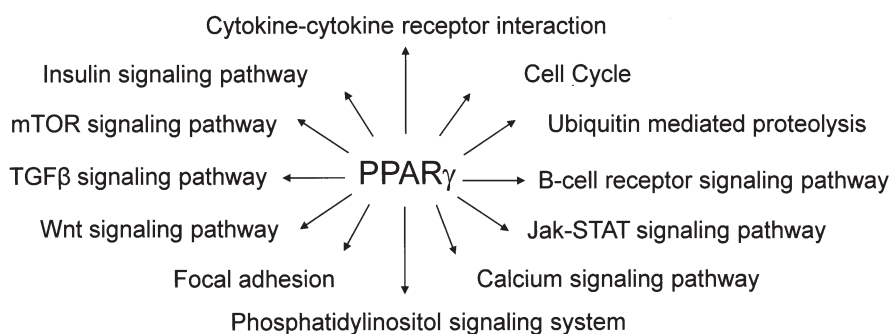 Cytokine-cytokine receptor interaction
Insulin signaling pathway
Cell Cycle
mTOR signaling pathway
Ubiquitin mediated proteolysis
TGFβ signaling pathway
PPARγ
B-cell receptor signaling pathway
Wnt signaling pathway
Jak-STAT signaling pathway
Focal adhesion
Calcium signaling pathway
Phosphatidylinositol signaling system